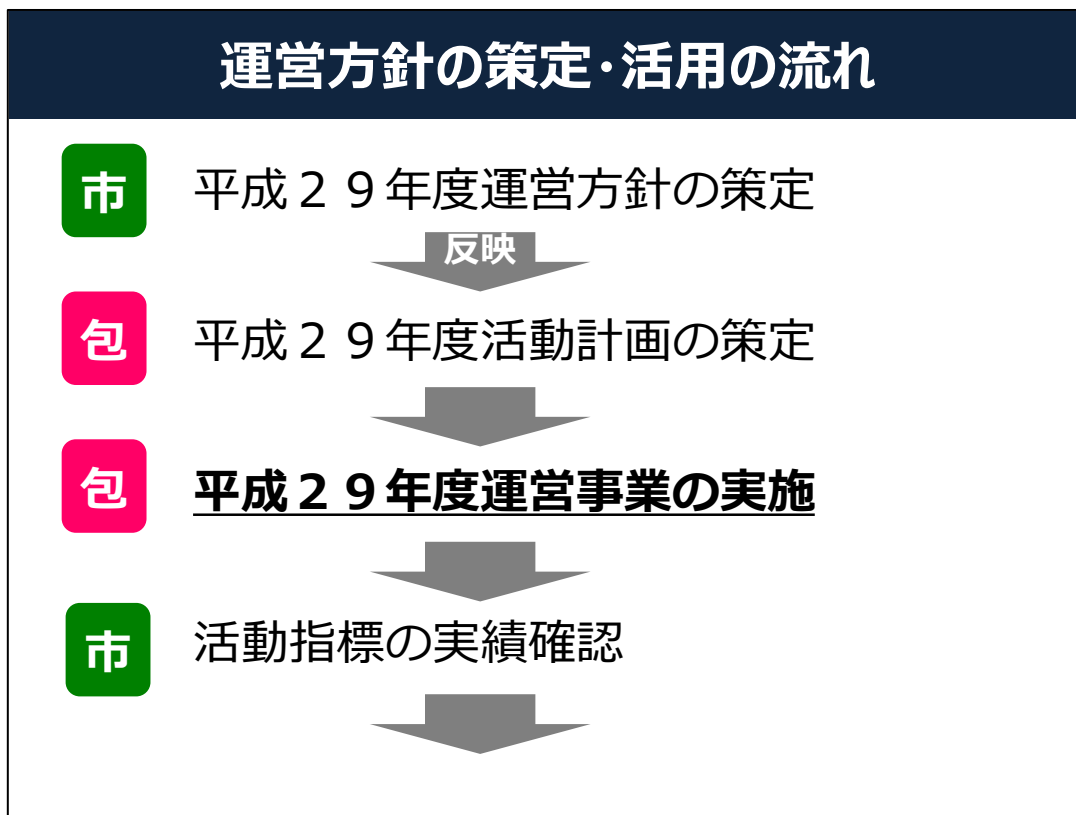 運営方針の策定･活用の流れ
市
平成２９年度運営方針の策定
反映
包
平成２９年度活動計画の策定
包
平成２９年度運営事業の実施
市
活動指標の実績確認